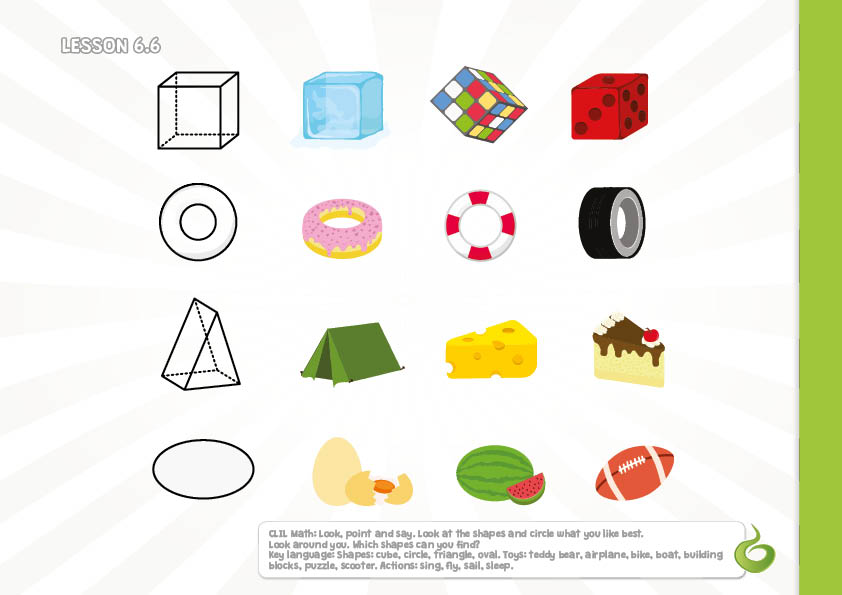 LESSON 6.6
CLIL Math: Look, point and say. Look at the shapes and circle what you like best.
Look around you. Which shapes can you find?
Key language: Shapes: cube, circle, triangle, oval. Toys: teddy bear, airplane, bike, boat, building
blocks, puzzle, scooter. Actions: sing, fly, sail, sleep.
6